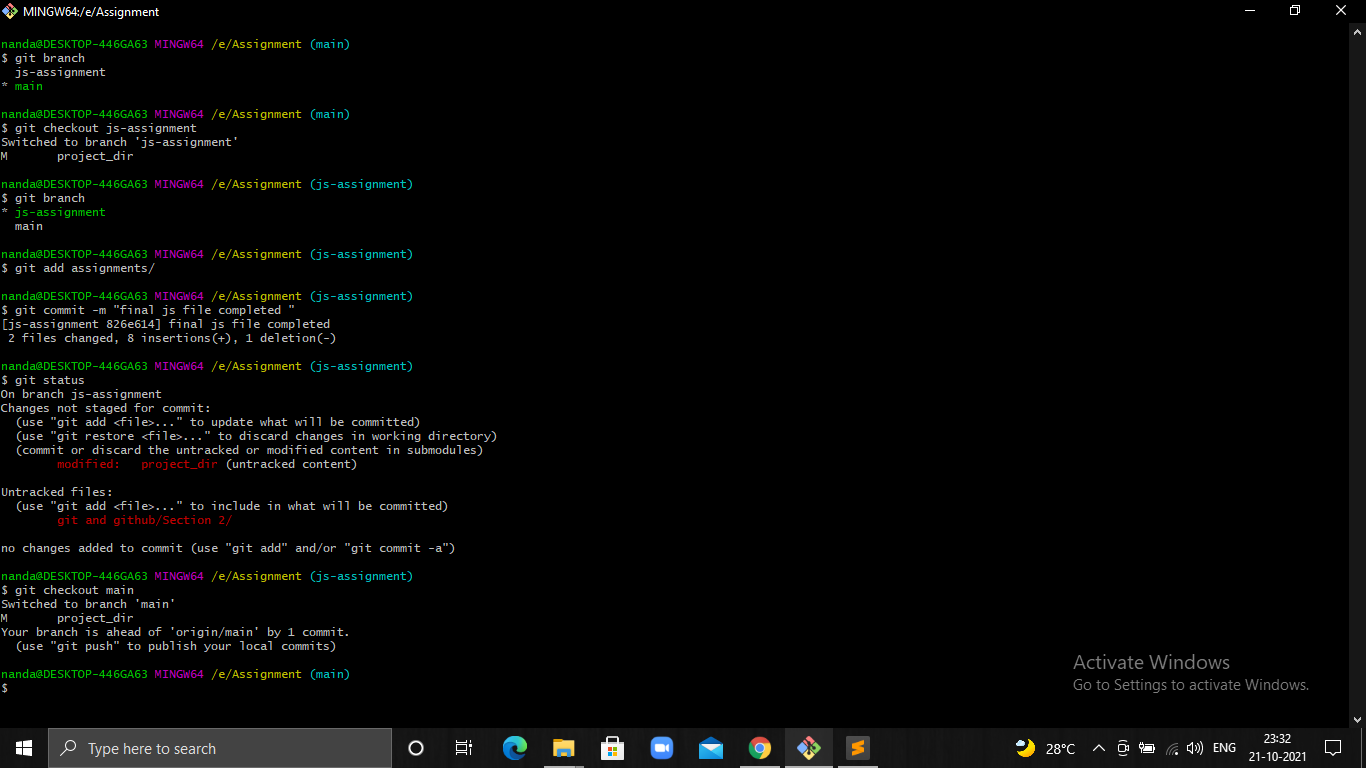 MINGW64:/e/Assignment
nanda@DESKTOP-446GA63 MINGW64 /e/Assignment (main)
$ git branch
js-assignment
* main
nanda@DESKTOP-446GA63 MINGW64 /e/Assignment (main)
$ git checkout js-assignment
Switched to branch 'js-assignment'
M project_dir
nanda@DESKTOP-446GA63 MINGW64 /e/Assignment (js-assignment)
$ git branch
* js-assignment
main
nanda@DESKTOP-446GA63 MINGW64 /e/Assignment (js-assignment)
$ git add assignments/
nanda@DESKTOP-446GA63 MINGW64 /e/Assignment (js-assignment)
$ git commit -m "final js file completed "
[js-assignment 826e614] final js file completed
2 files changed, 8 insertions(+), 1 deletion(-)
nanda@DESKTOP-446GA63 MINGW64 /e/Assignment (js-assignment)
$ git status
On branch js-assignment
Changes not staged for commit:
(use "git add <file>..." to update what will be committed)
(use "git restore <file>..." to discard changes in working directory)
(commit or discard the untracked or modified content in submodules)
modified: project_dir (untracked content)
Untracked files:
(use "git add <file>..." to include in what will be committed)
git and github/Section 2/
no changes added to commit (use "git add" and/or "git commit -a")
nanda@DESKTOP-446GA63 MINGW64 /e/Assignment (js-assignment)
$ git checkout main
Switched to branch 'main'
M project_dir
Your branch is ahead of 'origin/main' by 1 commit.
(use "git push" to publish your local commits)
nanda@DESKTOP-446GA63 MINGW64 /e/Assignment (main)
$
Activate Windows
Go to Settings to activate Windows.
Type here to search
28°C
ENG
23:32
21-10-2021